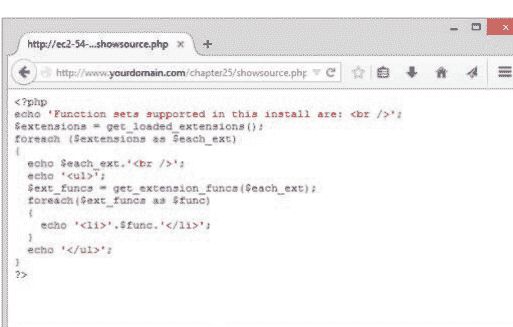 http://ec2-54-...showsource.php × +
http://www.yourdomain.com/chapter25/showsource.php
<?php
echo 'Function sets supported in this install are: <br />';
$extensions = get_loaded_extensions();
foreach ($extensions as $each_ext)
{
  echo $each_ext.'<br />';
  echo '<ul>';
  $ext_funcs = get_extension_funcs($each_ext);
  foreach($ext_funcs as $func)
  {
    echo '<li>'.$func.'</li>';
  }
  echo '</ul>';
}
?>